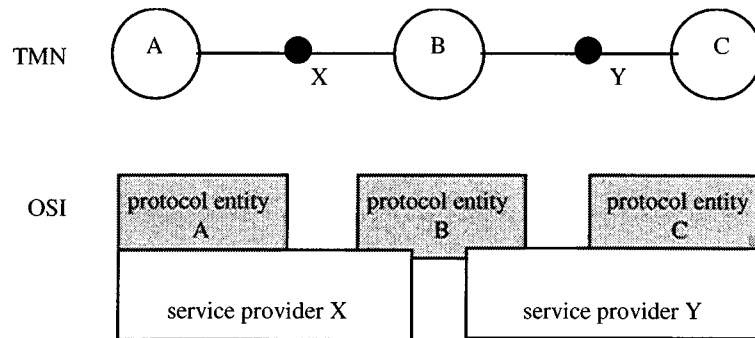 TMN
A
B
C
X
Y
OSI
protocol entity
A
protocol entity
B
protocol entity
C
service provider X
service provider Y